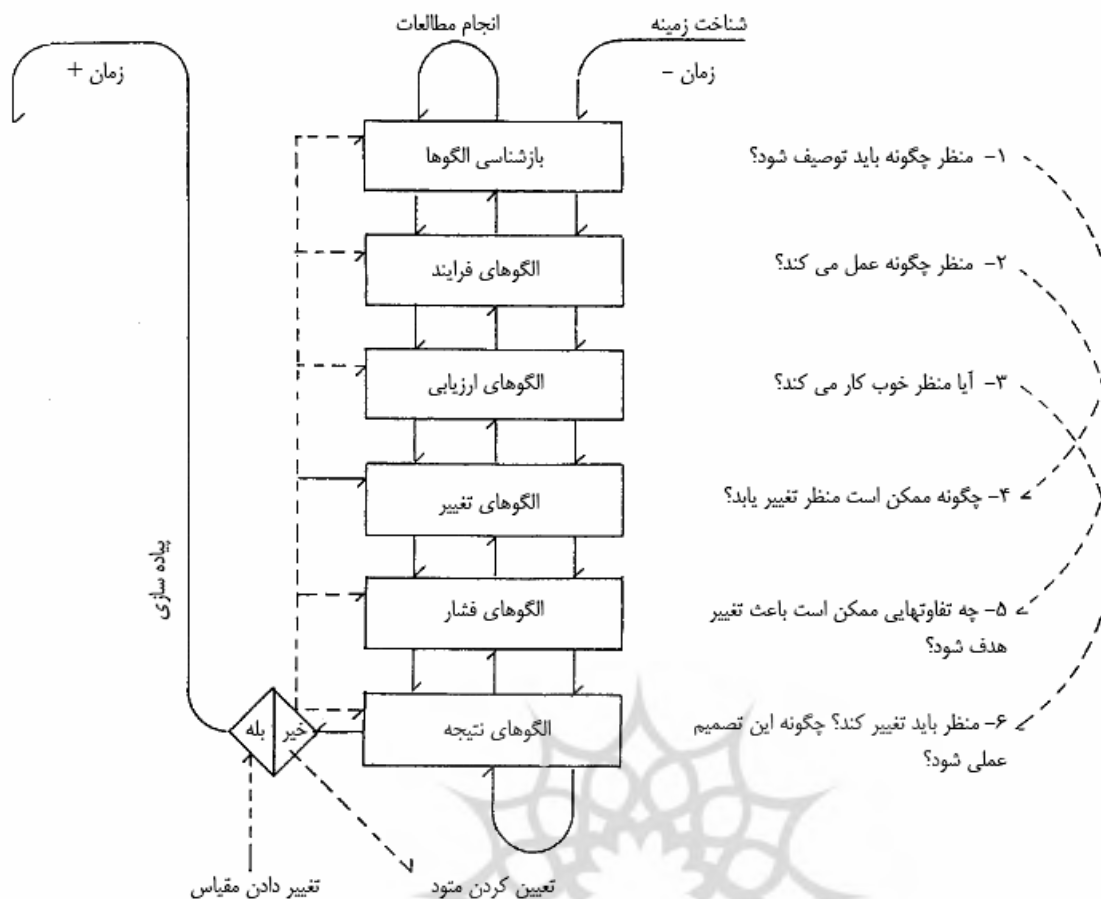 شناخت زمینه
انجام مطالعات
زمان -
زمان +
بازشناسی الگوها
۱- منظر چگونه باید توصیف شود؟
الگوهای فرایند
۲- منظر چگونه عمل می کند؟
الگوهای ارزیابی
۳- آیا منظر خوب کار می کند؟
الگوهای تغییر
۴- چگونه ممکن است منظر تغییر یابد؟
الگوهای فشار
۵- چه تفاوتهایی ممکن است باعث تغییر
هدف شود؟
الگوهای نتیجه
۶- منظر باید تغییر کند؟ چگونه این تصمیم
عملی شود؟
خیر
بله
پیاده سازی
تعیین کردن متود
تغییر دادن مقیاس